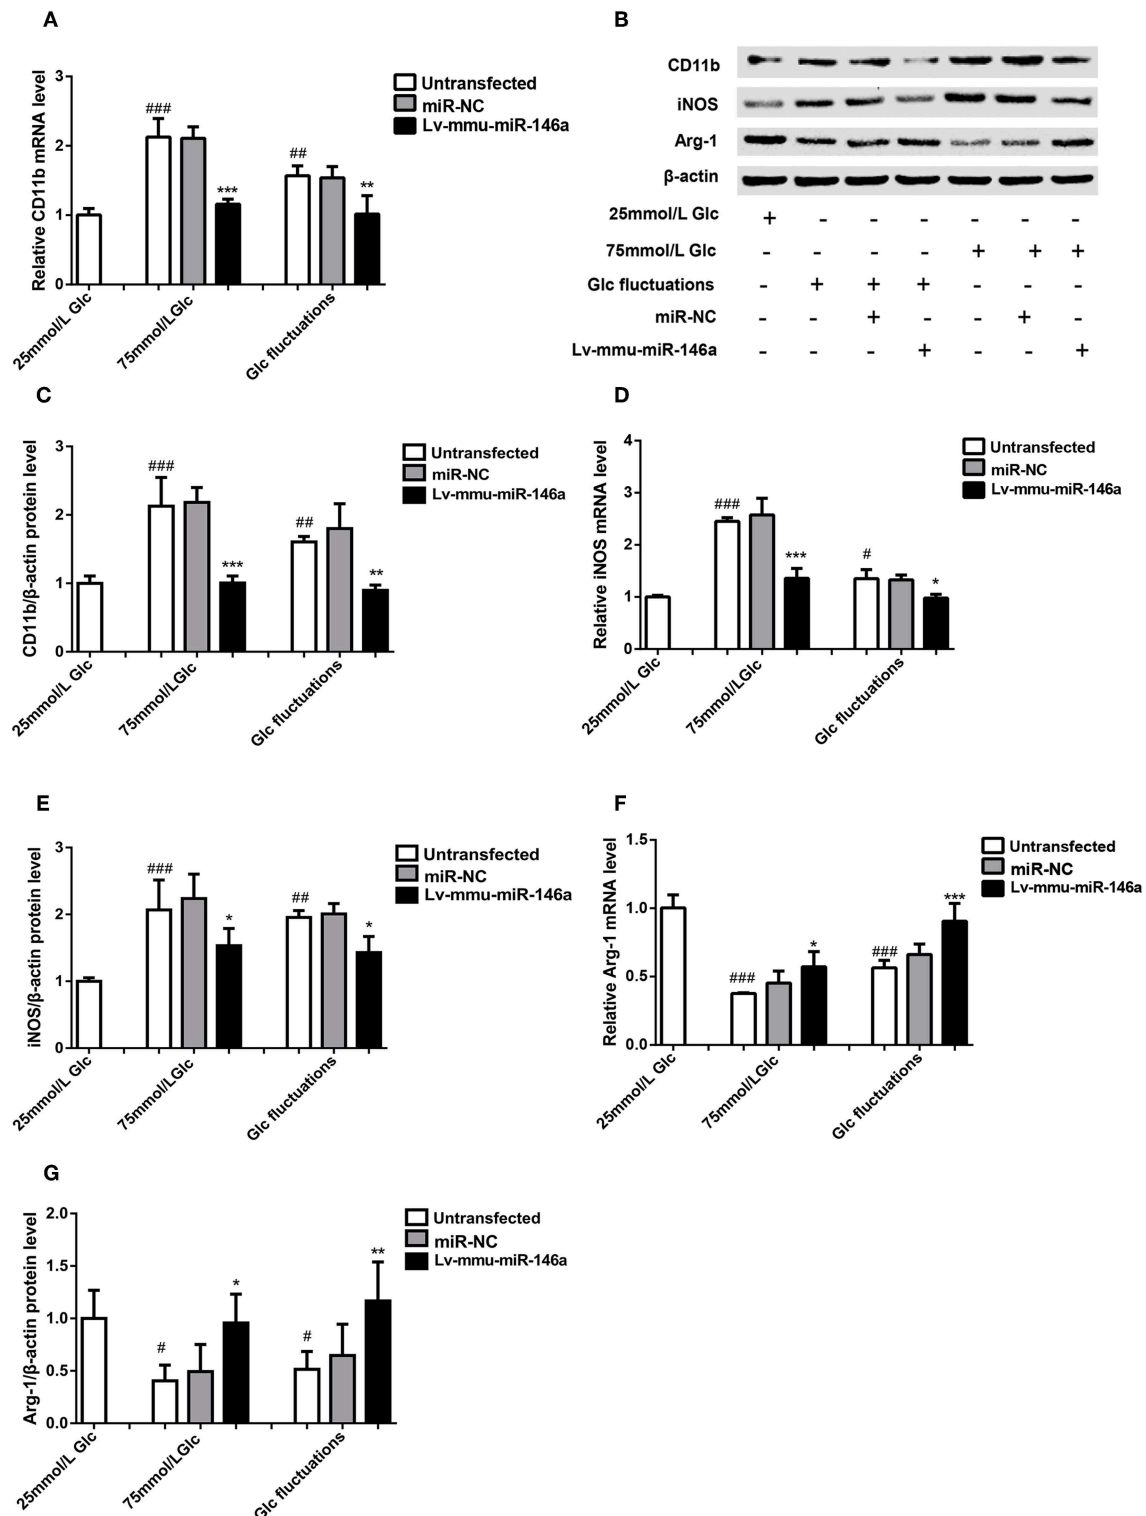 A
Relative CD11b mRNA level
3
2
1
0
###
***
##
**
25mmol/L Glc
75mmol/LGlc
Glc fluctuations
Untransfected
miR-NC
Lv-mmu-miR-146a
B
CD11b
iNOS
Arg-1
β-actin
25mmol/L Glc + - - - - - -
75mmol/L Glc - - - - + + +
Glc fluctuations - + + + - - -
miR-NC - - + - - + -
Lv-mmu-miR-146a - - - + - - +
C
CD11b/β-actin protein level
3
2
1
0
###
***
##
**
25mmol/L Glc
75mmol/LGlc
Glc fluctuations
Untransfected
miR-NC
Lv-mmu-miR-146a
D
Relative iNOS mRNA level
4
3
2
1
0
###
***
#
*
25mmol/L Glc
75mmol/LGlc
Glc fluctuations
Untransfected
miR-NC
Lv-mmu-miR-146a
E
iNOS/β-actin protein level
3
2
1
0
###
*
##
*
25mmol/L Glc
75mmol/LGlc
Glc fluctuations
Untransfected
miR-NC
Lv-mmu-miR-146a
F
Relative Arg-1 mRNA level
1.5
1.0
0.5
0.0
###
*
###
***
25mmol/L Glc
75mmol/LGlc
Glc fluctuations
Untransfected
miR-NC
Lv-mmu-miR-146a
G
Arg-1/β-actin protein level
2.0
1.5
1.0
0.5
0.0
#
*
#
**
25mmol/L Glc
75mmol/LGlc
Glc fluctuations
Untransfected
miR-NC
Lv-mmu-miR-146a